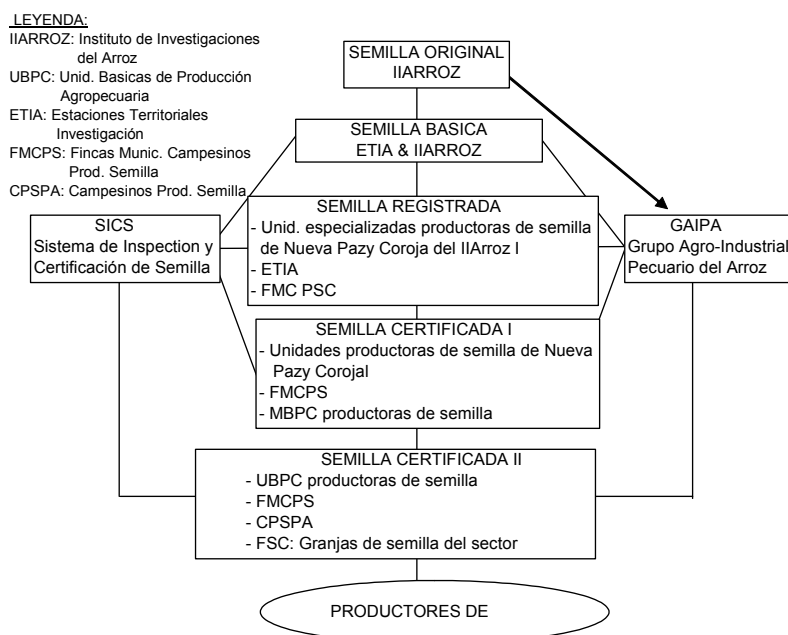 LEYENDA:
IIARROZ: Instituto de Investigaciones
del Arroz
UBPC: Unid. Basicas de Producción
Agropecuaria
ETIA: Estaciones Territoriales
Investigación
FMCPS: Fincas Munic. Campesinos
Prod. Semilla
CPSPA: Campesinos Prod. Semilla
SEMILLA ORIGINAL
IIARROZ
SEMILLA BASICA
ETIA & IIARROZ
SICS
Sistema de Inspection y
Certificación de Semilla
SEMILLA REGISTRADA
- Unid. especializadas productoras de semilla
de Nueva Pazy Coroja del IIArroz I
- ETIA
- FMC PSC
GAIPA
Grupo Agro-Industrial
Pecuario del Arroz
SEMILLA CERTIFICADA I
- Unidades productoras de semilla de Nueva
Pazy Corojal
- FMCPS
- MBPC productoras de semilla
SEMILLA CERTIFICADA II
- UBPC productoras de semilla
- FMCPS
- CPSPA
- FSC: Granjas de semilla del sector
PRODUCTORES DE